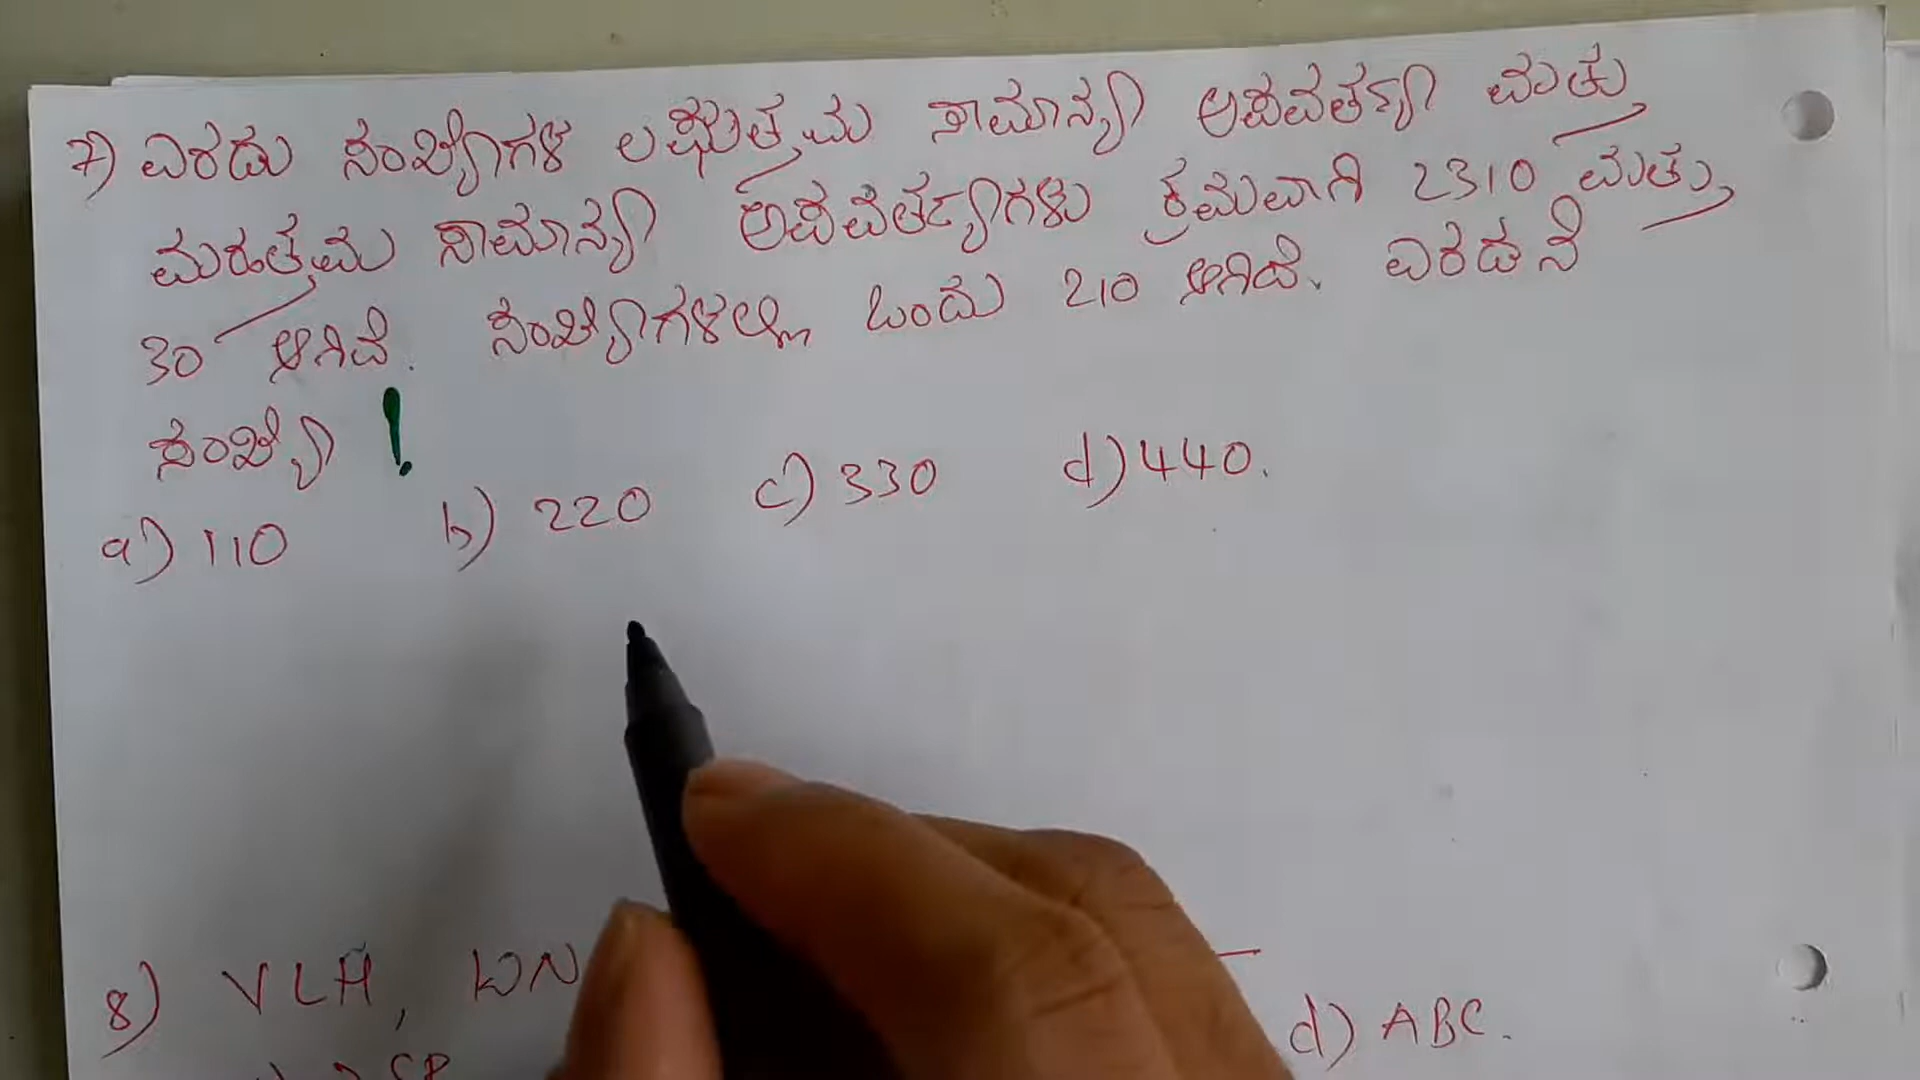 7) ಎರಡು ಸಂಖ್ಯೆಗಳ ಲಘುತ್ತಮ ಸಾಮಾನ್ಯ ಅಪವರ್ತ್ಯ ಮತ್ತು
ಮಹತ್ತಮ ಸಾಮಾನ್ಯ ಅಪವರ್ತ್ಯಗಳು ಕ್ರಮವಾಗಿ 2310 ಮತ್ತು
30 ಆಗಿವೆ. ಸಂಖ್ಯೆಗಳಲ್ಲಿ ಒಂದು 210 ಆಗಿದೆ. ಎರಡನೆ
ಸಂಖ್ಯೆ !
a) 110 b) 220 c) 330 d) 440.
8) VLH,
d) ABC.